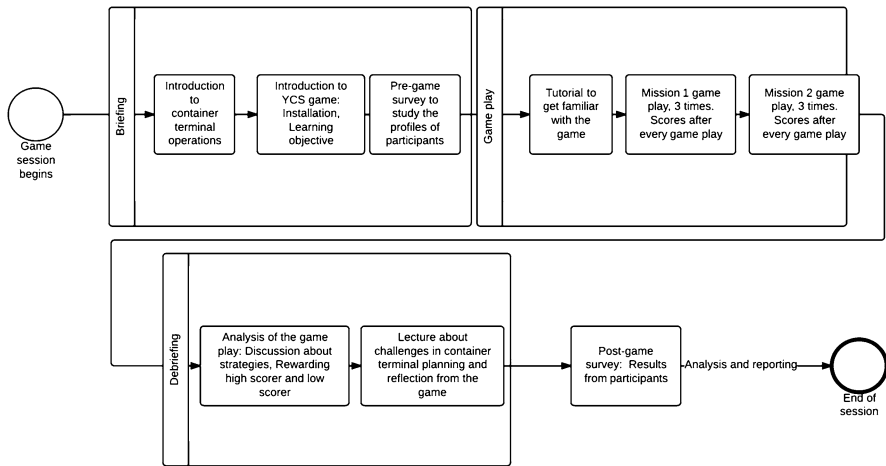 Game
session
begins
Briefing
Introduction
to
container
terminal
operations
Introduction to
YCS game:
Installation,
Learning
objective
Pre-game
survey to
study the
profiles of
participants
Game play
Tutorial to
get familiar
with the
game
Mission 1 game
play, 3 times.
Scores after
every game play
Mission 2 game
play, 3 times.
Scores after
every game play
Debriefing
Analysis of the game
play: Discussion about
strategies, Rewarding
high scorer and low
scorer
Lecture about
challenges in container
terminal planning and
reflection from the
game
Post-game
survey: Results
from participants
Analysis and reporting
End of
session